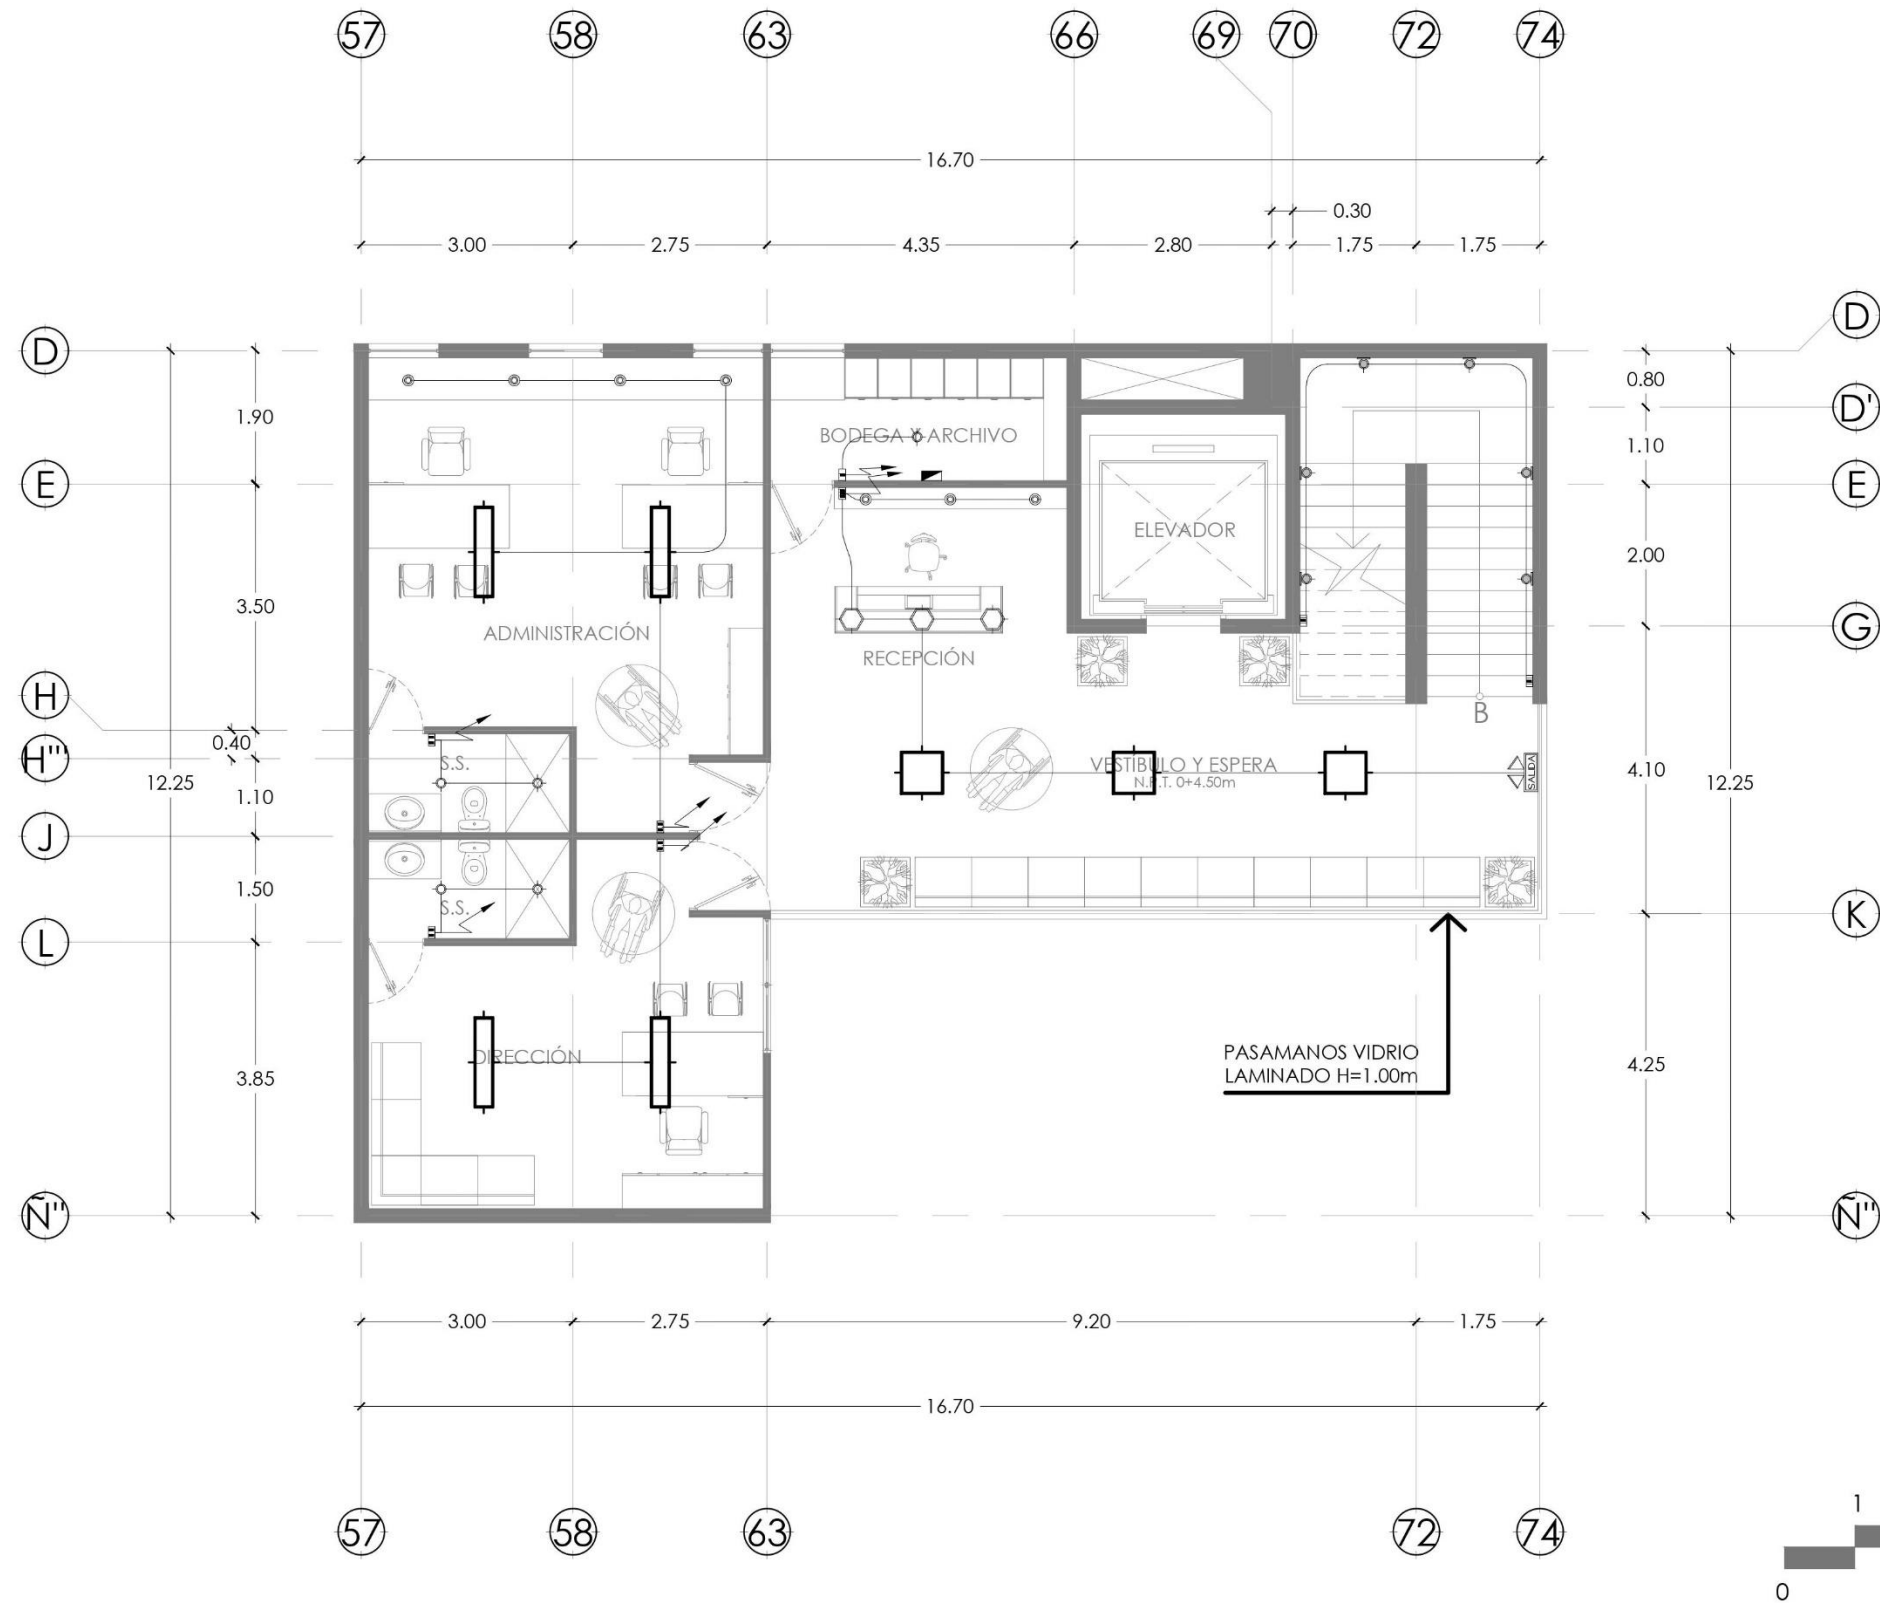 57 58 63 66 69 70 72 74
16.70
0.30
3.00 2.75 4.35 2.80 1.75 1.75
D
D
0.80
1.90
D'
BODEGA Y ARCHIVO
1.10
E
E
ELEVADOR
2.00
3.50
ADMINISTRACIÓN
G
RECEPCIÓN
H
B
0.40
H'''
S.S.
VESTÍBULO Y ESPERA
N.P.T. 0+4.50m
SALIDA
12.25
4.10
12.25
1.10
J
1.50
S.S.
K
L
PASAMANOS VIDRIO
LAMINADO H=1.00m
DIRECCIÓN
4.25
3.85
Ñ''
Ñ''
3.00 2.75 9.20 1.75
16.70
57 58 63 72 74
1
0